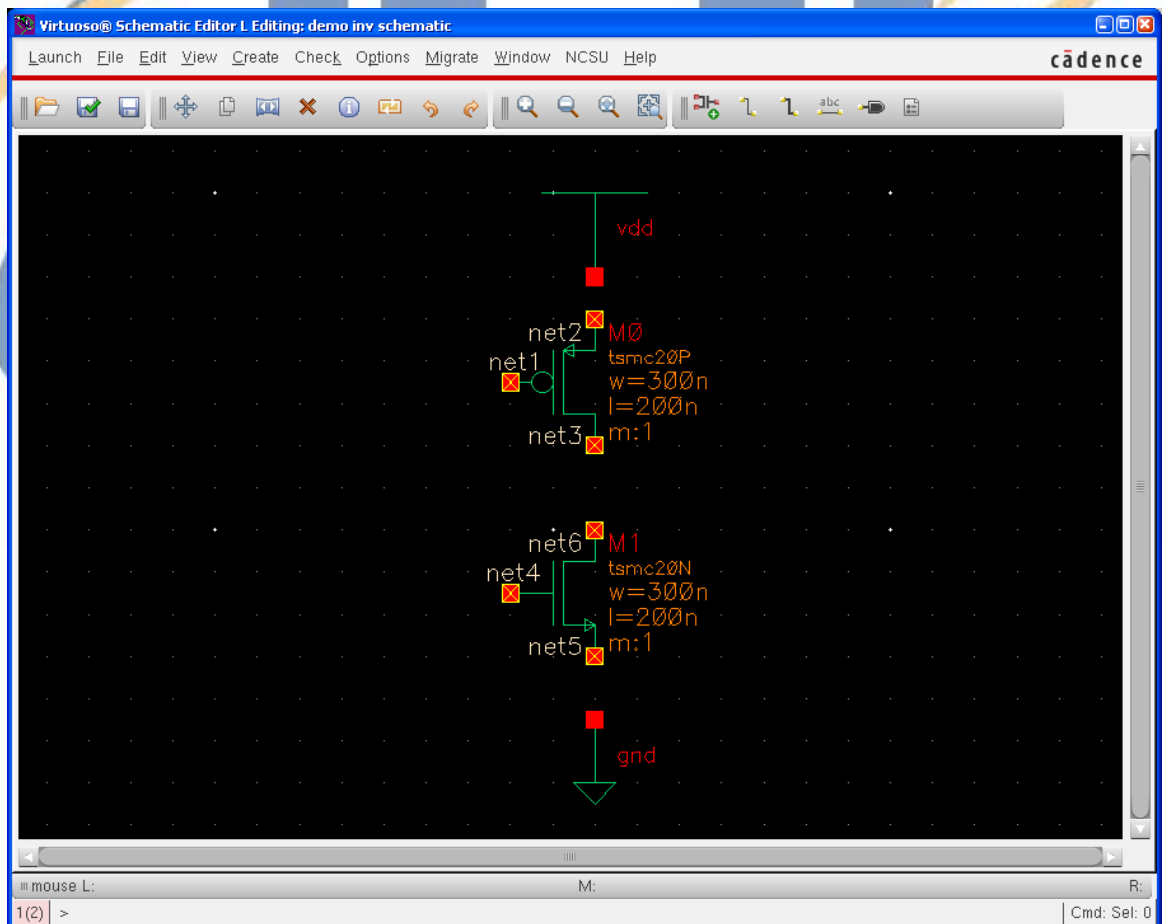 Virtuoso® Schematic Editor L Editing: demo inv schematic
Launch File Edit View Create Check Options Migrate Window NCSU Help
cādence
abc
vdd
net2 M0
net1 tsmc20P
w=300n
l=200n
net3 m:1
net6 M1
net4 tsmc20N
w=300n
l=200n
net5 m:1
gnd
mouse L: M: R:
1(2) > Cmd: Sel: 0